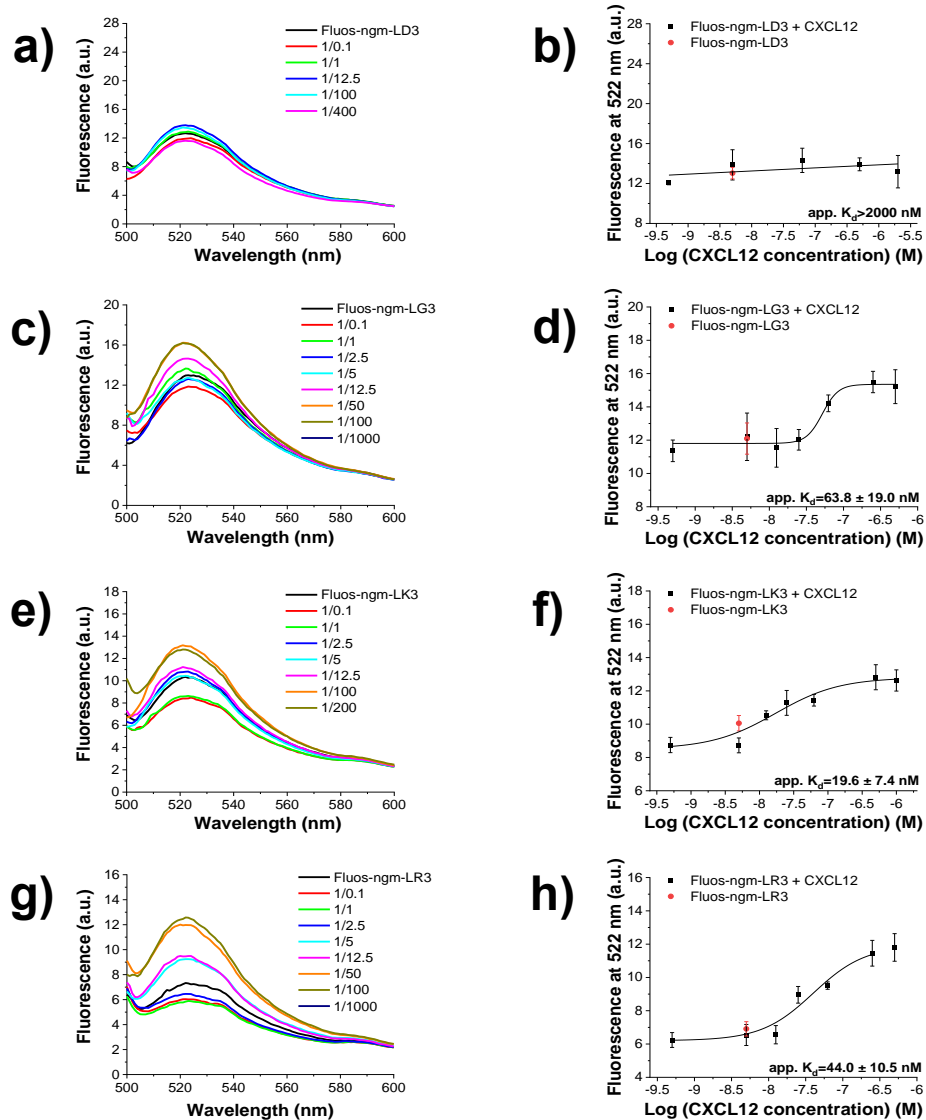 a)
Fluorescence (a.u.)
28
24
20
16
12
8
4
0
500 520 540 560 580 600
Wavelength (nm)
Fluos-ngm-LD3
1/0.1
1/1
1/12.5
1/100
1/400
b)
Fluorescence at 522 nm (a.u.)
28
24
20
16
12
8
Fluos-ngm-LD3 + CXCL12
Fluos-ngm-LD3
app. Kd>2000 nM
-9.5 -9 -8.5 -8 -7.5 -7 -6.5 -6 -5.5
Log (CXCL12 concentration) (M)
c)
Fluorescence (a.u.)
20
16
12
8
4
0
500 520 540 560 580 600
Wavelength (nm)
Fluos-ngm-LG3
1/0.1
1/1
1/2.5
1/5
1/12.5
1/50
1/100
1/1000
d)
Fluorescence at 522 nm (a.u.)
20
18
16
14
12
10
8
Fluos-ngm-LG3 + CXCL12
Fluos-ngm-LG3
app. Kd=63.8 ± 19.0 nM
-9.5 -9 -8.5 -8 -7.5 -7 -6.5 -6
Log (CXCL12 concentration) (M)
e)
Fluorescence (a.u.)
18
16
14
12
10
8
6
4
2
0
500 520 540 560 580 600
Wavelength (nm)
Fluos-ngm-LK3
1/0.1
1/1
1/2.5
1/5
1/12.5
1/100
1/200
f)
Fluorescence at 522 nm (a.u.)
18
16
14
12
10
8
6
Fluos-ngm-LK3 + CXCL12
Fluos-ngm-LK3
app. Kd=19.6 ± 7.4 nM
-9.5 -9 -8.5 -8 -7.5 -7 -6.5 -6
Log (CXCL12 concentration) (M)
g)
Fluorescence (a.u.)
16
14
12
10
8
6
4
2
0
500 520 540 560 580 600
Wavelength (nm)
Fluos-ngm-LR3
1/0.1
1/1
1/2.5
1/5
1/12.5
1/50
1/100
1/1000
h)
Fluorescence at 522 nm (a.u.)
16
14
12
10
8
6
4
Fluos-ngm-LR3 + CXCL12
Fluos-ngm-LR3
app. Kd=44.0 ± 10.5 nM
-9.5 -9 -8.5 -8 -7.5 -7 -6.5 -6
Log (CXCL12 concentration) (M)